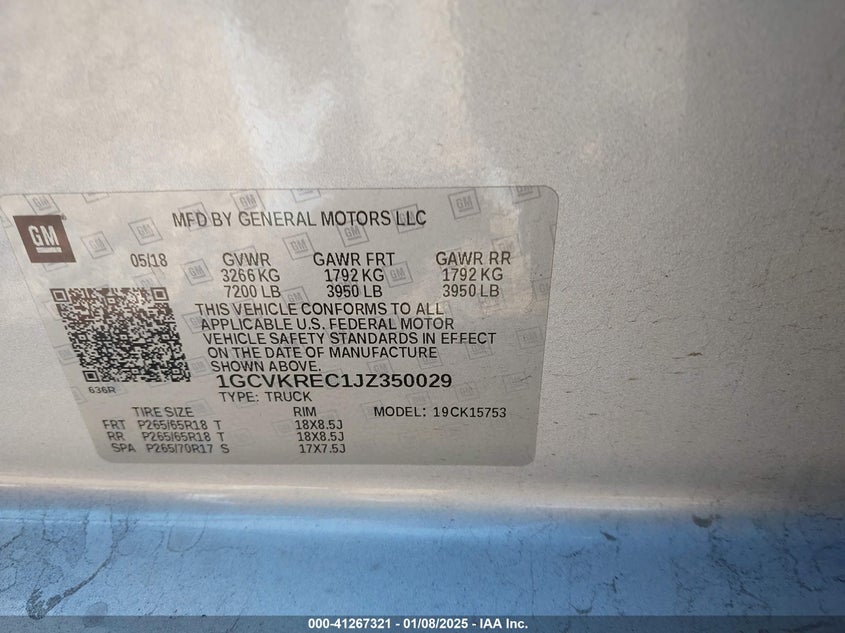 GM
MFD BY GENERAL MOTORS LLC
05/18 GVWR GAWR FRT GAWR RR
3266 KG 1792 KG 1792 KG
7200 LB 3950 LB 3950 LB
THIS VEHICLE CONFORMS TO ALL
APPLICABLE U.S. FEDERAL MOTOR
VEHICLE SAFETY STANDARDS IN EFFECT
ON THE DATE OF MANUFACTURE
SHOWN ABOVE.
636R
1GCVKREC1JZ350029
TYPE: TRUCK
TIRE SIZE RIM MODEL: 19CK15753
FRT P265/65R18 T 18X8.5J
RR P265/65R18 T 18X8.5J
SPA P265/70R17 S 17X7.5J
000-41267321 - 01/08/2025 - IAA Inc.